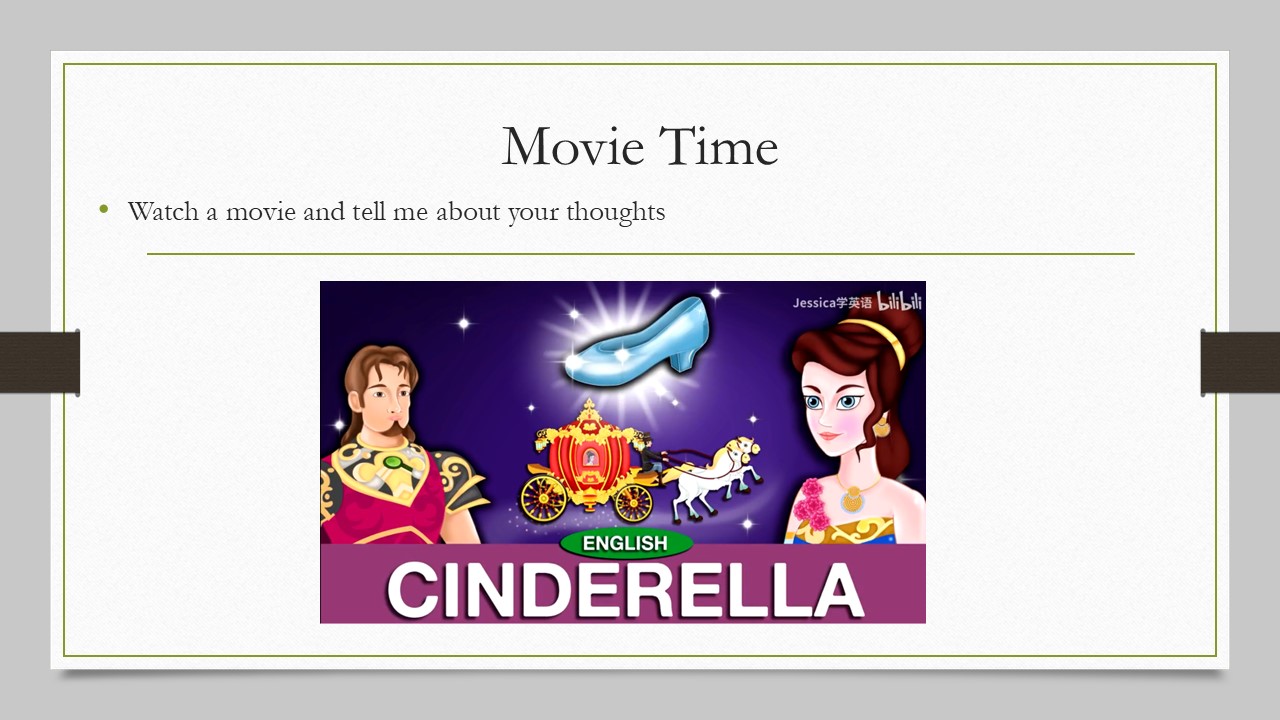 Movie Time
• Watch a movie and tell me about your thoughts
Jessica学英语 bilibili
ENGLISH
CINDERELLA